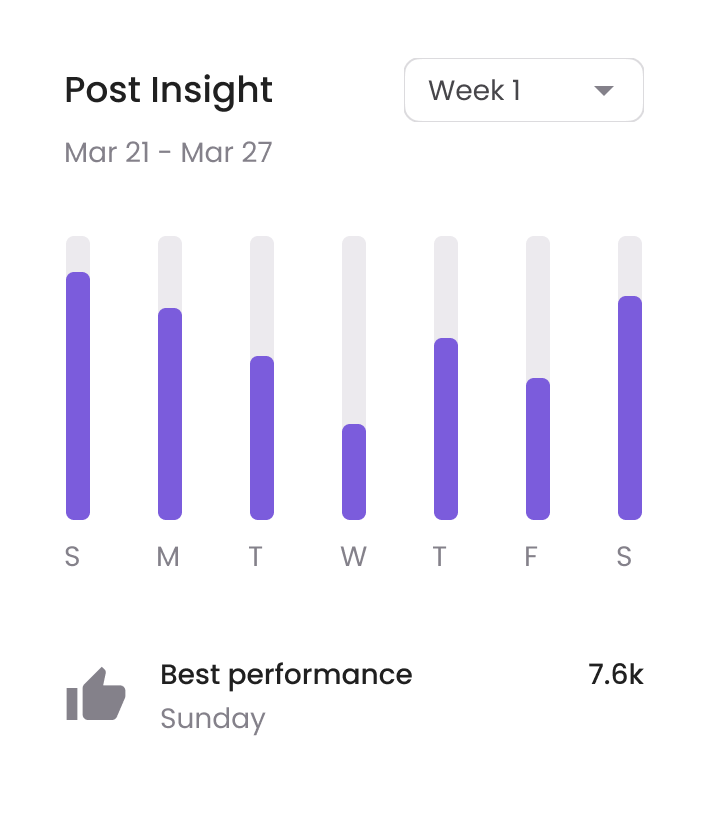 Post Insight
Week 1
Mar 21 - Mar 27
S M T W T F S
Best performance 7.6k
Sunday